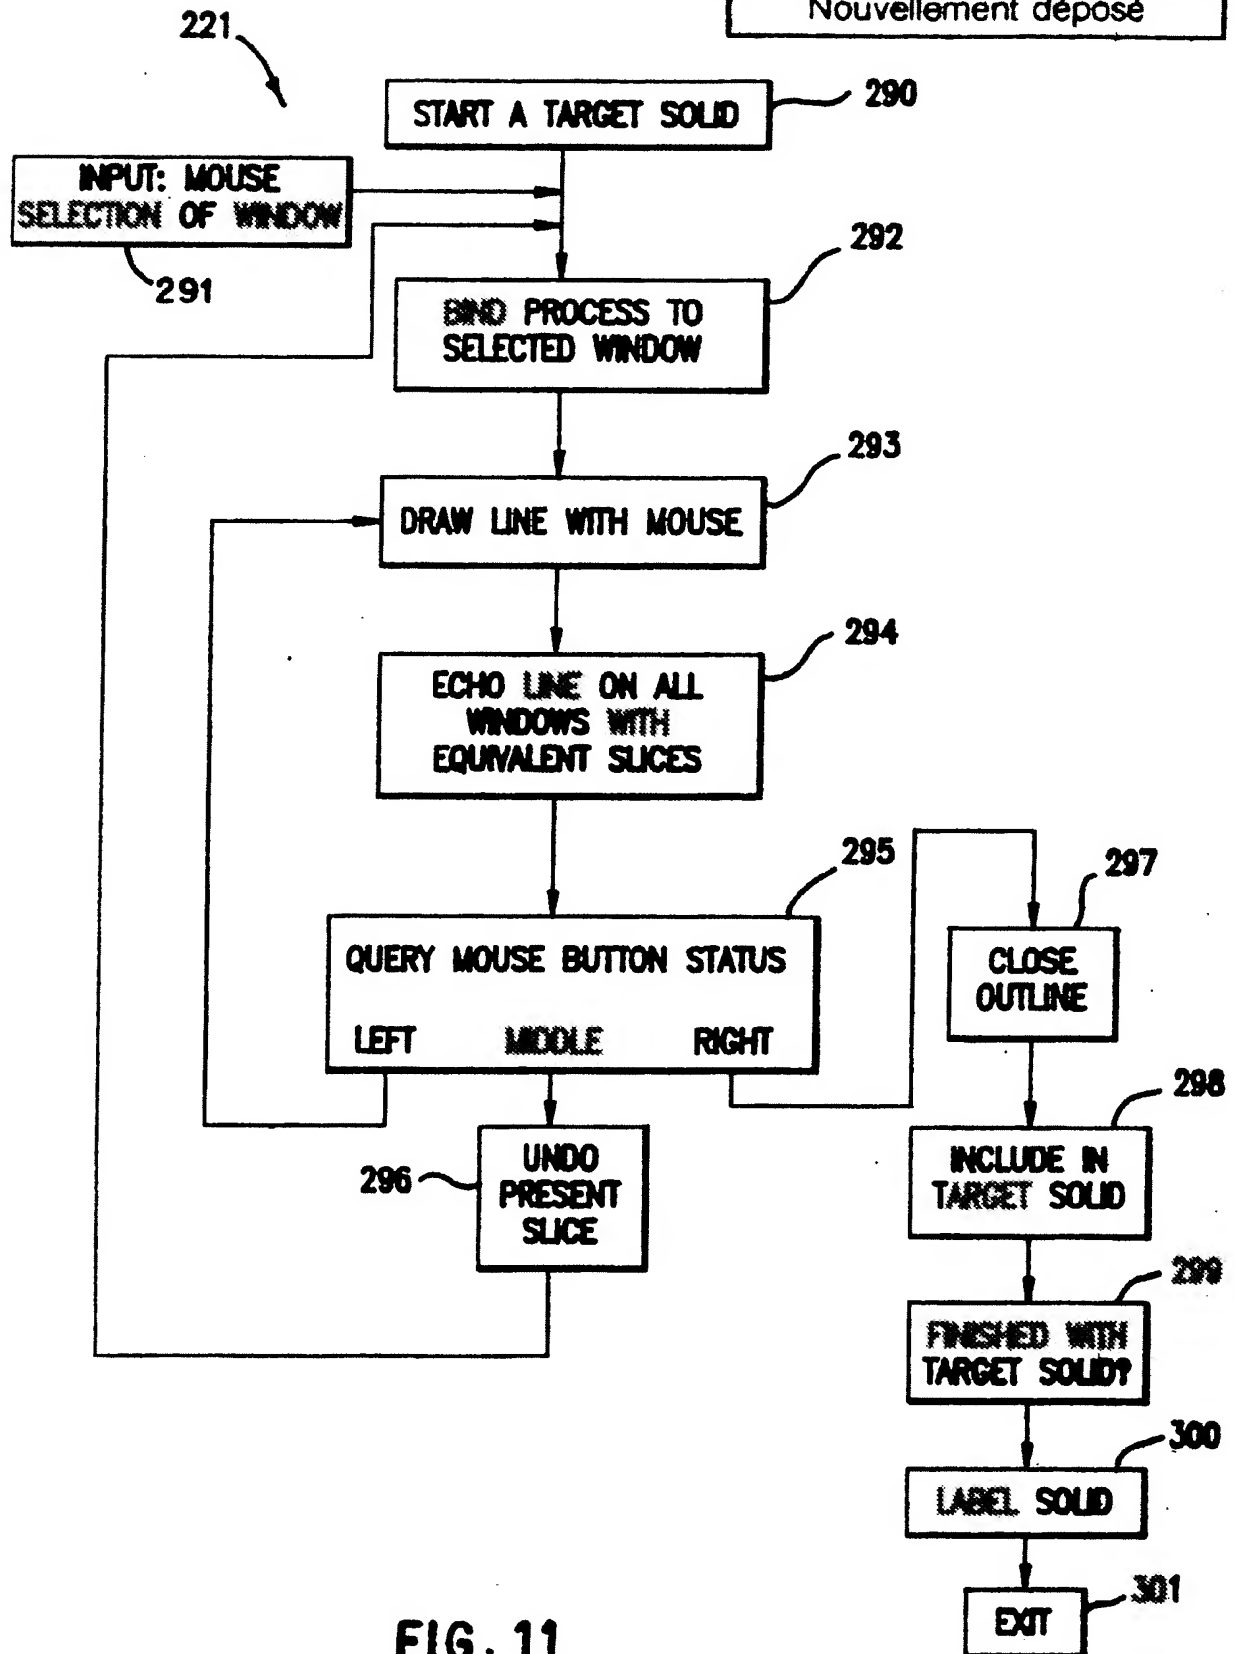 Nouvellement déposé
221
START A TARGET SOLID
290
INPUT: MOUSE
SELECTION OF WINDOW
291
292
BIND PROCESS TO
SELECTED WINDOW
293
DRAW LINE WITH MOUSE
294
ECHO LINE ON ALL
WINDOWS WITH
EQUIVALENT SLICES
295
QUERY MOUSE BUTTON STATUS
LEFT MIDDLE RIGHT
297
CLOSE
OUTLINE
298
INCLUDE IN
TARGET SOLID
296
UNDO
PRESENT
SLICE
299
FINISHED WITH
TARGET SOLID?
300
LABEL SOLID
301
EXIT
FIG. 11